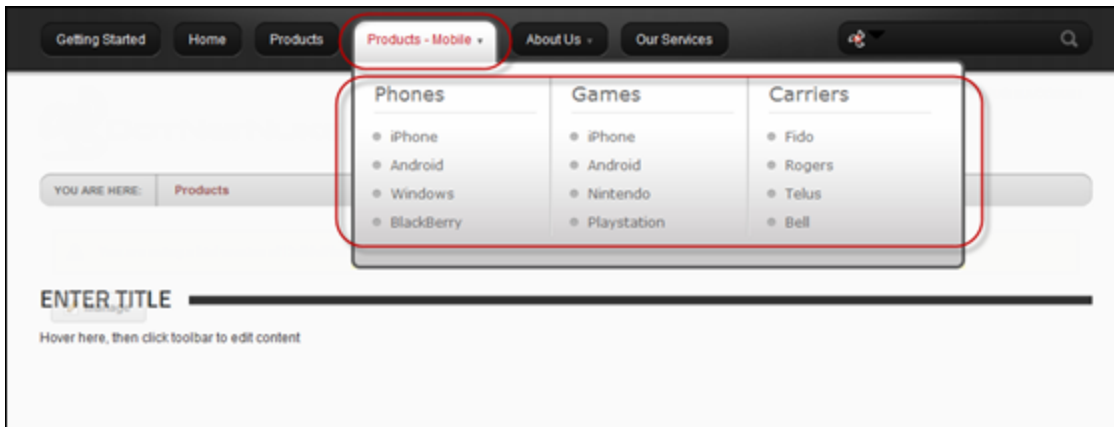 Getting Started Home Products Products - Mobile About Us Our Services
Phones Games Carriers
iPhone iPhone Fido
Android Android Rogers
Windows Nintendo Telus
BlackBerry Playstation Bell
YOU ARE HERE: Products
ENTER TITLE
Manage
Hover here, then click toolbar to edit content